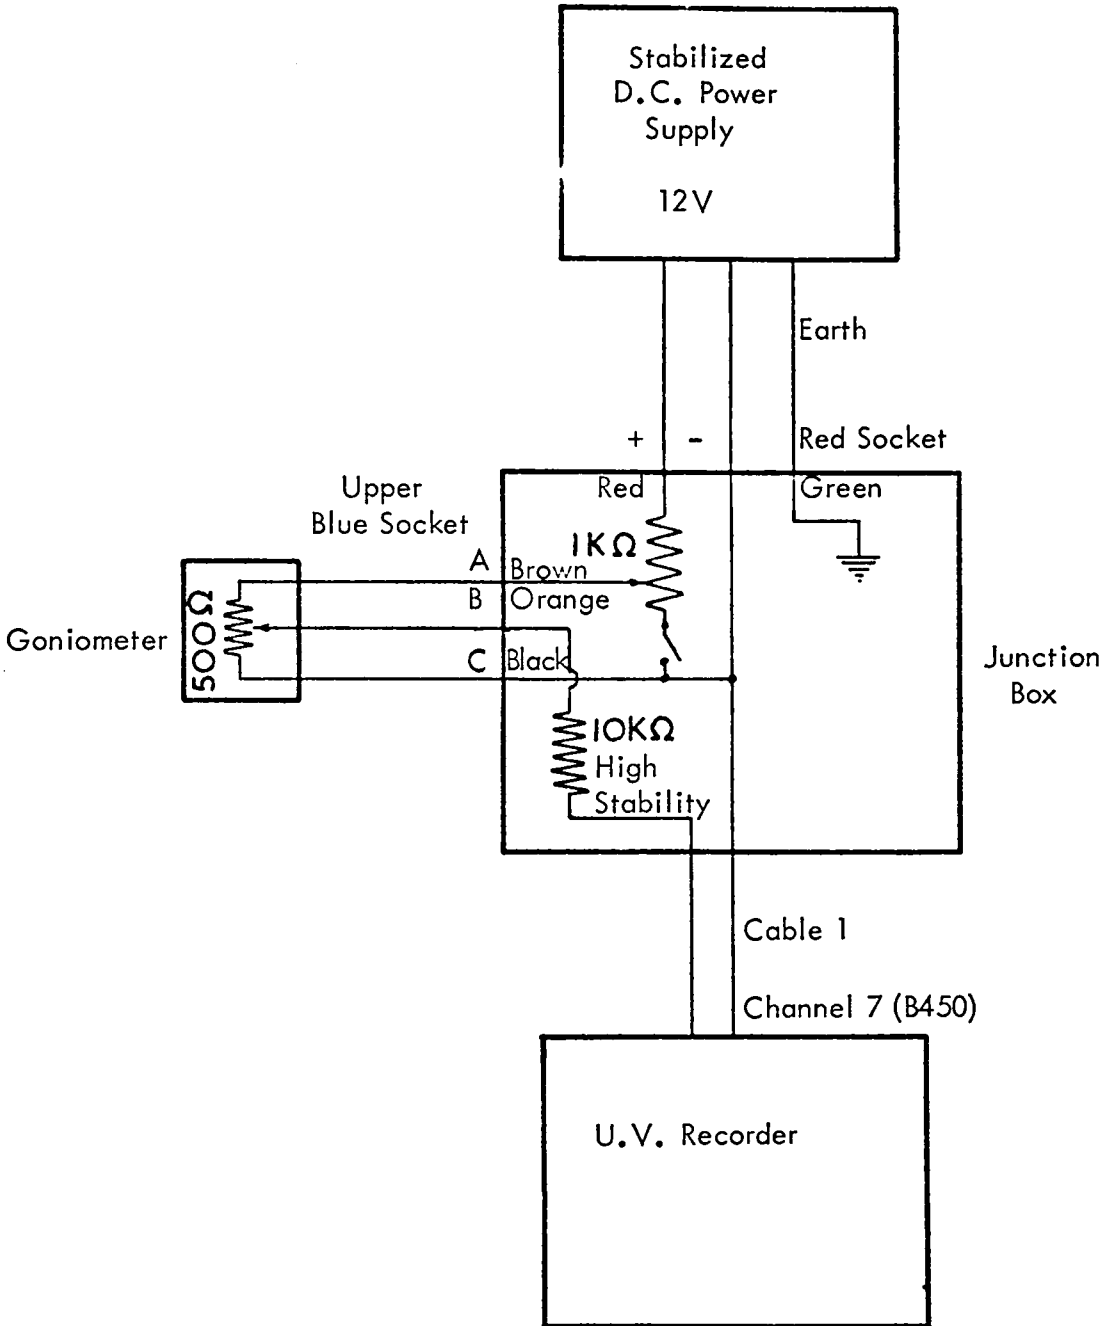 Stabilized
D.C. Power
Supply
12V
Earth
+ -
Red Socket
Red
Green
Upper
Blue Socket
1KΩ
A
Brown
B
Orange
Goniometer
500Ω
C
Black
Junction
Box
10KΩ
High
Stability
Cable 1
Channel 7 (B450)
U.V. Recorder